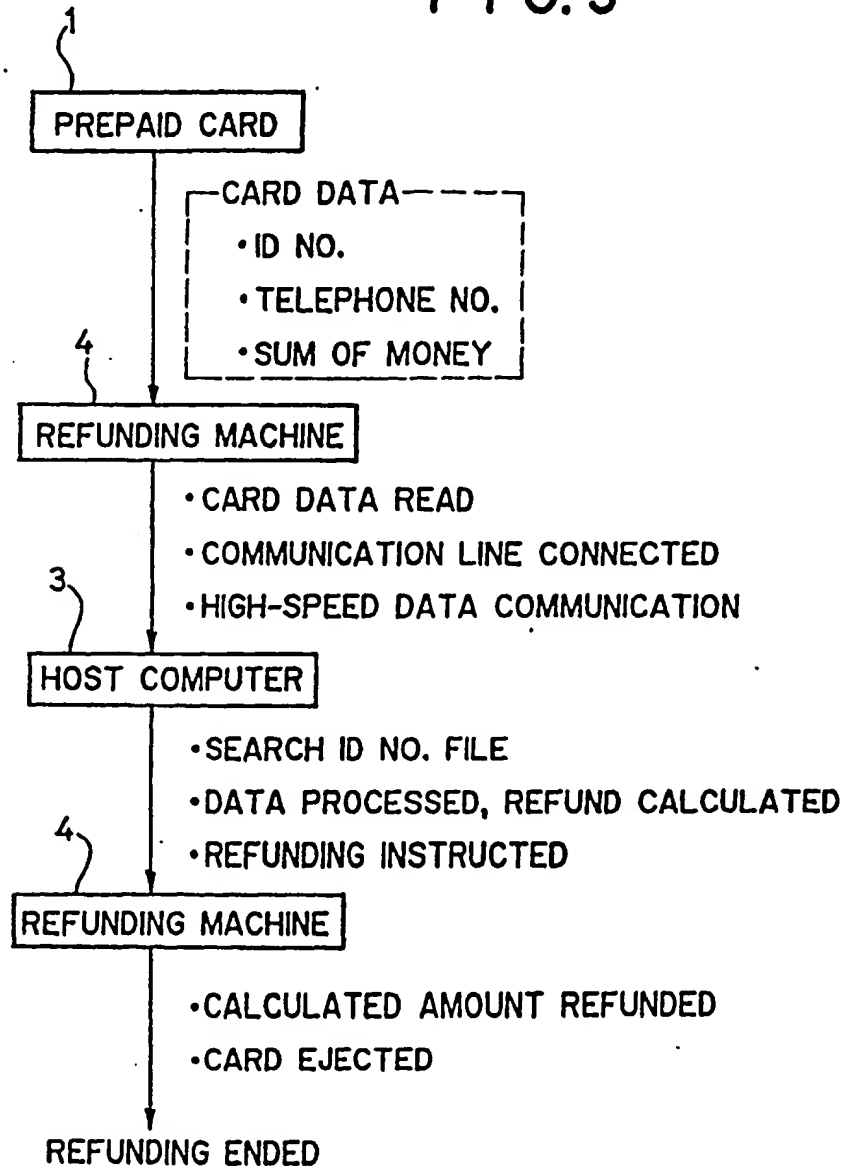 FIG. 5
1
PREPAID CARD
CARD DATA
•ID NO.
•TELEPHONE NO.
•SUM OF MONEY
4
REFUNDING MACHINE
•CARD DATA READ
•COMMUNICATION LINE CONNECTED
•HIGH-SPEED DATA COMMUNICATION
3
HOST COMPUTER
•SEARCH ID NO. FILE
•DATA PROCESSED, REFUND CALCULATED
•REFUNDING INSTRUCTED
4
REFUNDING MACHINE
•CALCULATED AMOUNT REFUNDED
•CARD EJECTED
REFUNDING ENDED